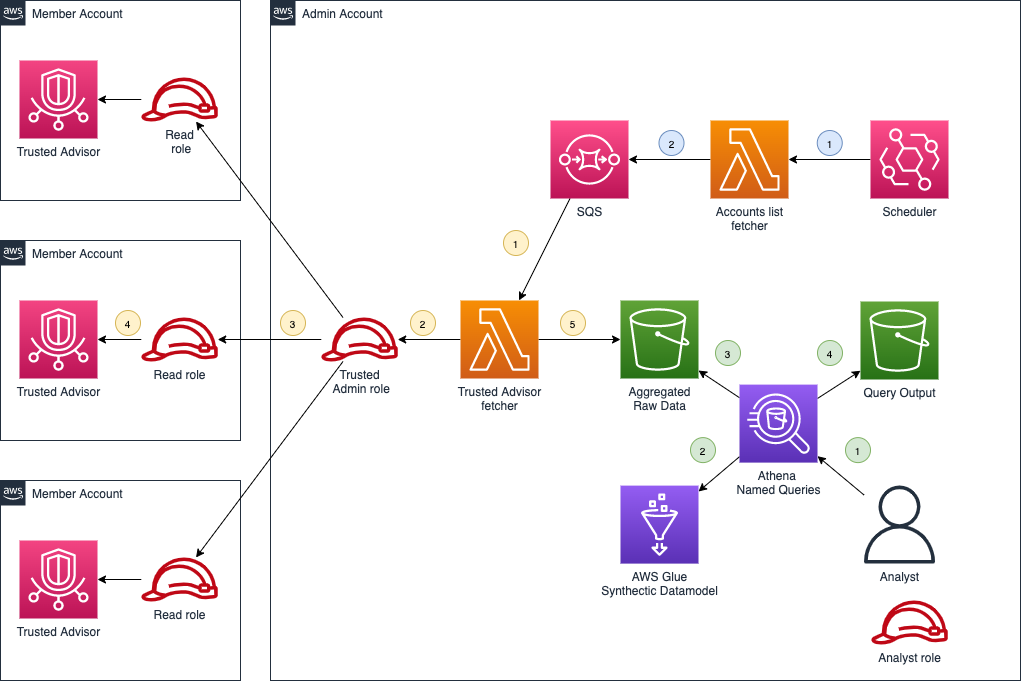 aws
Member Account
Trusted Advisor
Read
role
aws
Member Account
4
Trusted Advisor
Read role
aws
Member Account
Trusted Advisor
Read role
aws
Admin Account
2
1
SQS
Accounts list
fetcher
Scheduler
1
3
2
5
Trusted
Admin role
Trusted Advisor
fetcher
Aggregated
Raw Data
3
4
Query Output
2
1
Athena
Named Queries
AWS Glue
Synthectic Datamodel
Analyst
Analyst role